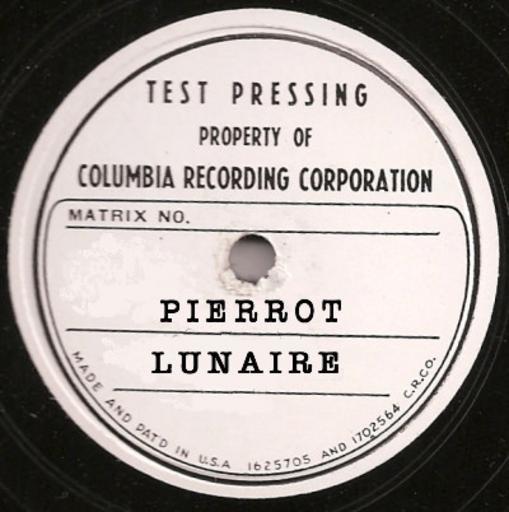 TEST PRESSING
PROPERTY OF
COLUMBIA RECORDING CORPORATION
MATRIX NO.
PIERROT
LUNAIRE
MADE AND PAT'D IN U.S.A 1625705 AND 1702564 C.R.CO.